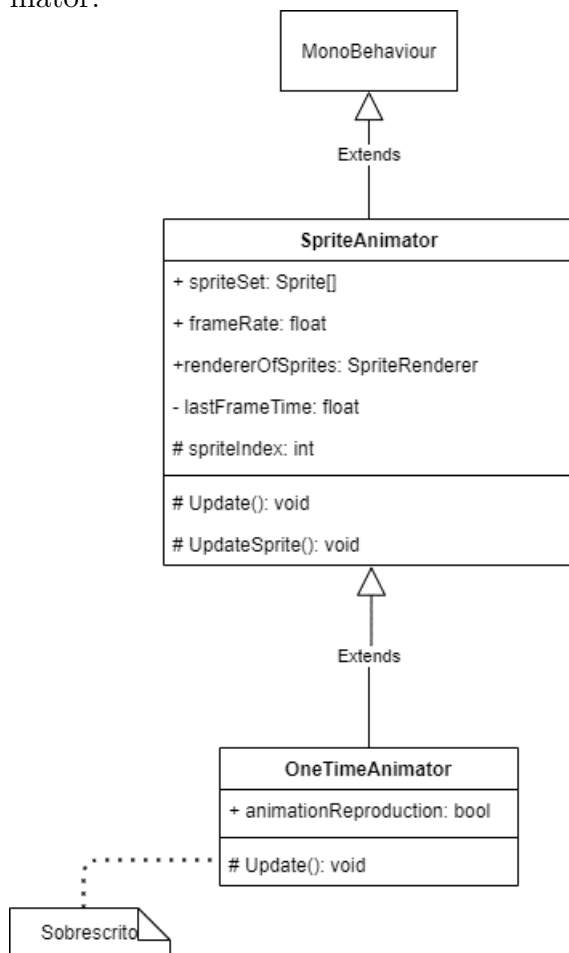 MonoBehaviour
Extends
SpriteAnimator
+ spriteSet: Sprite[]
+ frameRate: float
+rendererOfSprites: SpriteRenderer
- lastFrameTime: float
# spriteIndex: int
# Update(): void
# UpdateSprite(): void
Extends
OneTimeAnimator
+ animationReproduction: bool
# Update(): void
Sobrescrito